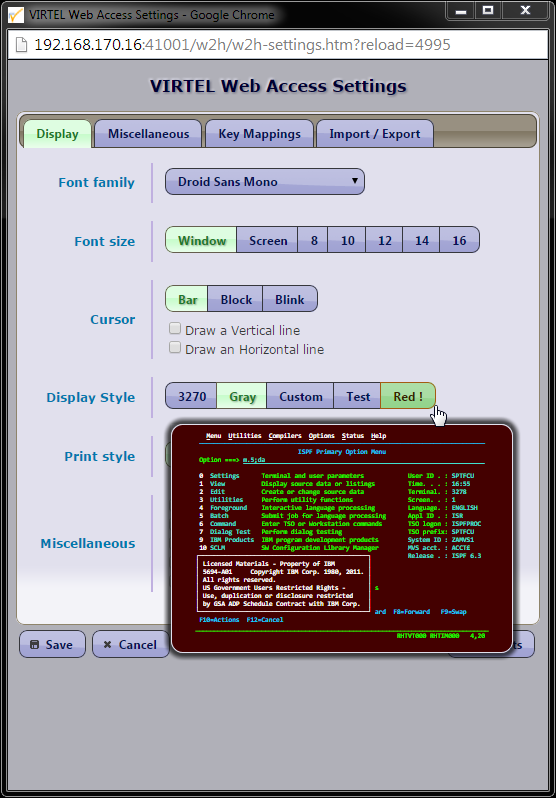 VIRTEL Web Access Settings - Google Chrome
192.168.170.16:41001/w2h/w2h-settings.htm?reload=4995
VIRTEL Web Access Settings
Display Miscellaneous Key Mappings Import / Export
Font family Droid Sans Mono
Font size Window Screen 8 10 12 14 16
Cursor Bar Block Blink
Draw a Vertical line
Draw an Horizontal line
Display Style 3270 Gray Custom Test Red !
Print style
Miscellaneous
Menu Utilities Compilers Options Status Help
ISPF Primary Option Menu
Option ===> m.5;da
0 Settings Terminal and user parameters User ID . : SPTFCU
1 View Display source data or listings Time. . . : 16:55
2 Edit Create or change source data Terminal. : 3278
3 Utilities Perform utility functions Screen. . : 1
4 Foreground Interactive language processing Language. : ENGLISH
5 Batch Submit job for language processing Appl ID . : ISR
6 Command Enter TSO or Workstation commands TSO logon : ISPFPROC
7 Dialog Test Perform dialog testing TSO prefix: SPTFCU
9 IBM Products IBM program development products System ID : ZAMVS1
10 SCLM SW Configuration Library Manager MVS acct. : ACCTE
Release . : ISPF 6.3
Licensed Materials - Property of IBM
5694-A01 Copyright IBM Corp. 1980, 2011.
All rights reserved.
US Government Users Restricted Rights -
Use, duplication or disclosure restricted
by GSA ADP Schedule Contract with IBM Corp.
s
ard F8=Forward F9=Swap
F10=Actions F12=Cancel
RHTVT000 RHTIM000 4,20
Save Cancel ts